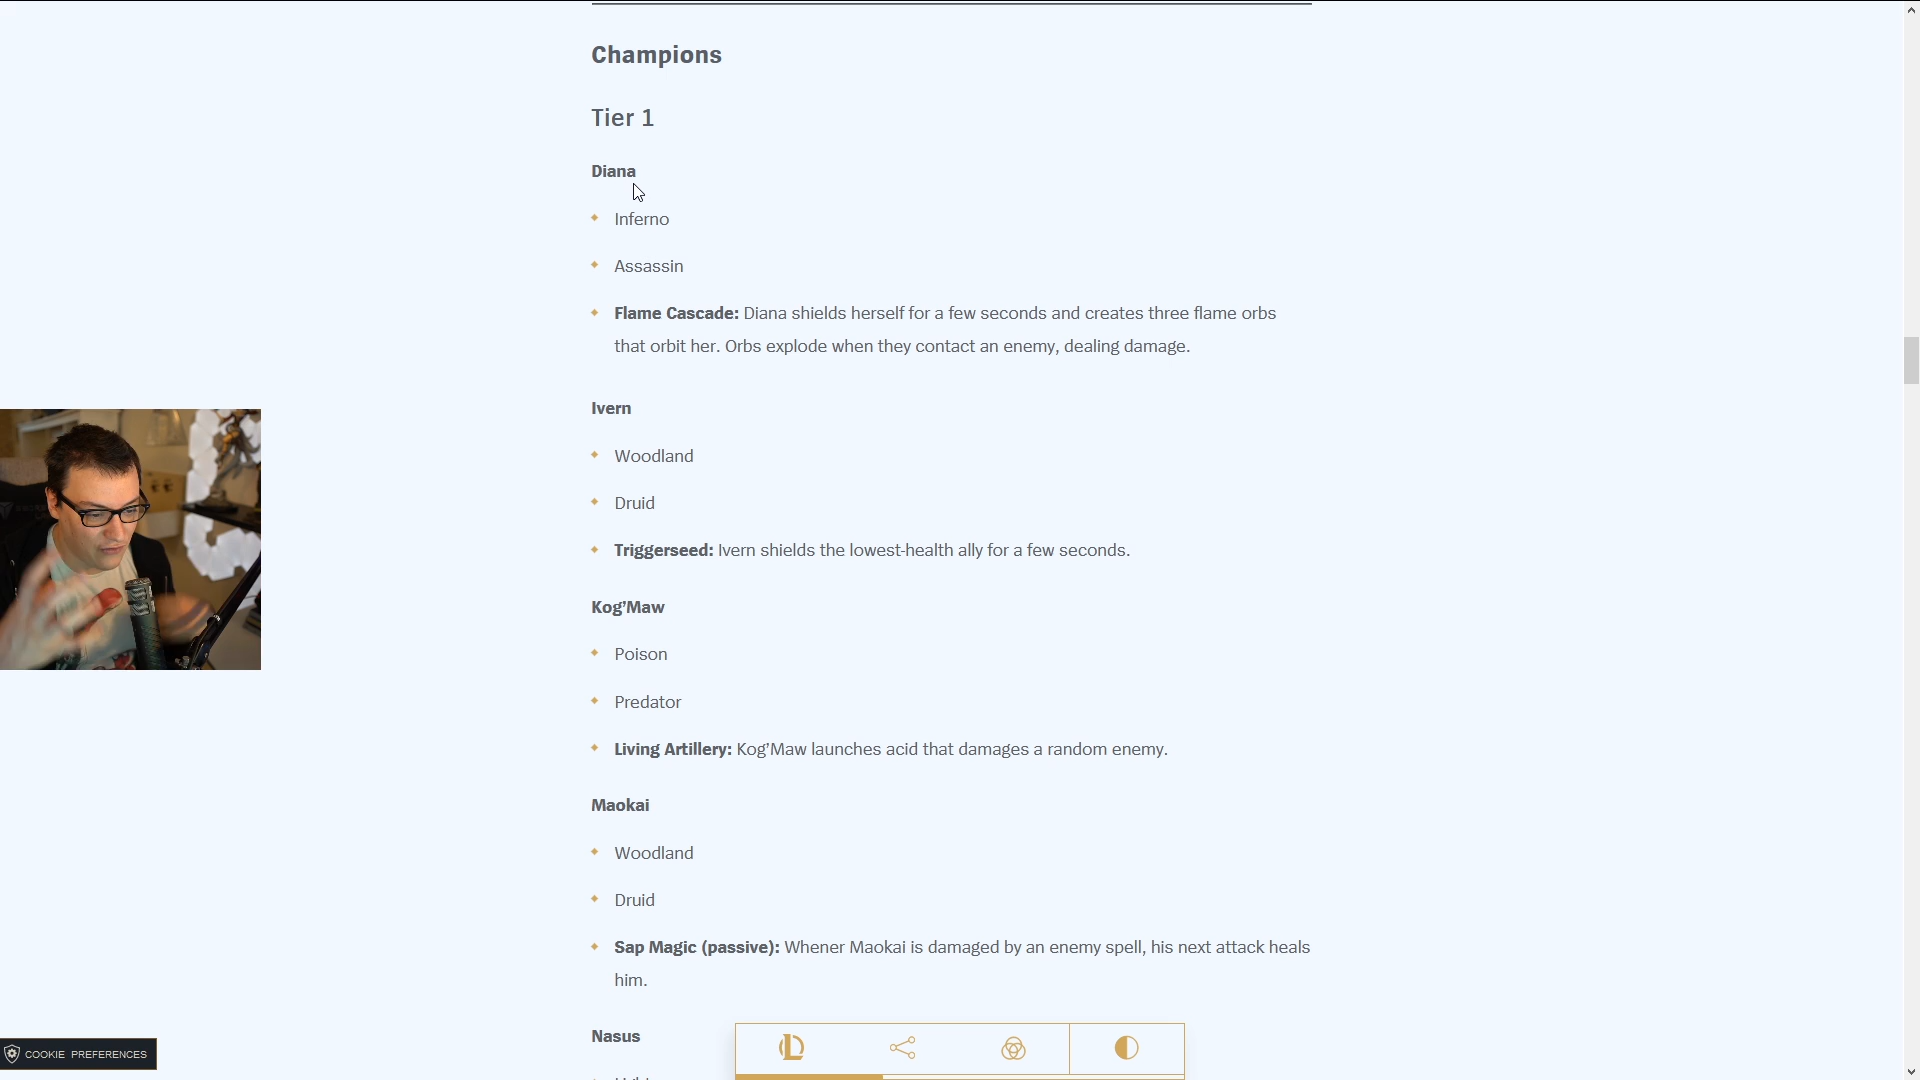 Champions
Tier 1
Diana
Inferno
Assassin
Flame Cascade: Diana shields herself for a few seconds and creates three flame orbs
that orbit her. Orbs explode when they contact an enemy, dealing damage.
Ivern
Woodland
Druid
Triggerseed: Ivern shields the lowest-health ally for a few seconds.
Kog’Maw
Poison
Predator
Living Artillery: Kog’Maw launches acid that damages a random enemy.
Maokai
Woodland
Druid
Sap Magic (passive): Whener Maokai is damaged by an enemy spell, his next attack heals
him.
Nasus
COOKIE PREFERENCES